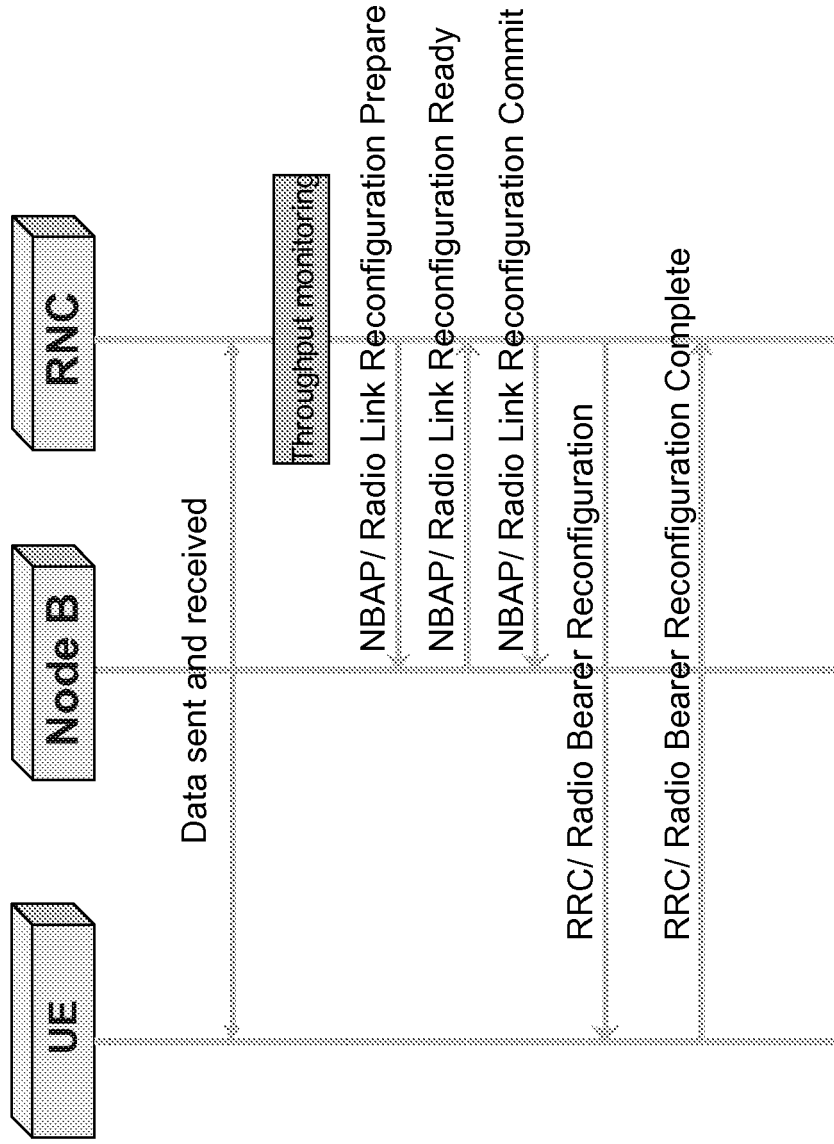 UE
Node B
RNC
Data sent and received
Throughput monitoring
NBAP/ Radio Link Reconfiguration Prepare
NBAP/ Radio Link Reconfiguration Ready
NBAP/ Radio Link Reconfiguration Commit
RRC/ Radio Bearer Reconfiguration
RRC/ Radio Bearer Reconfiguration Complete